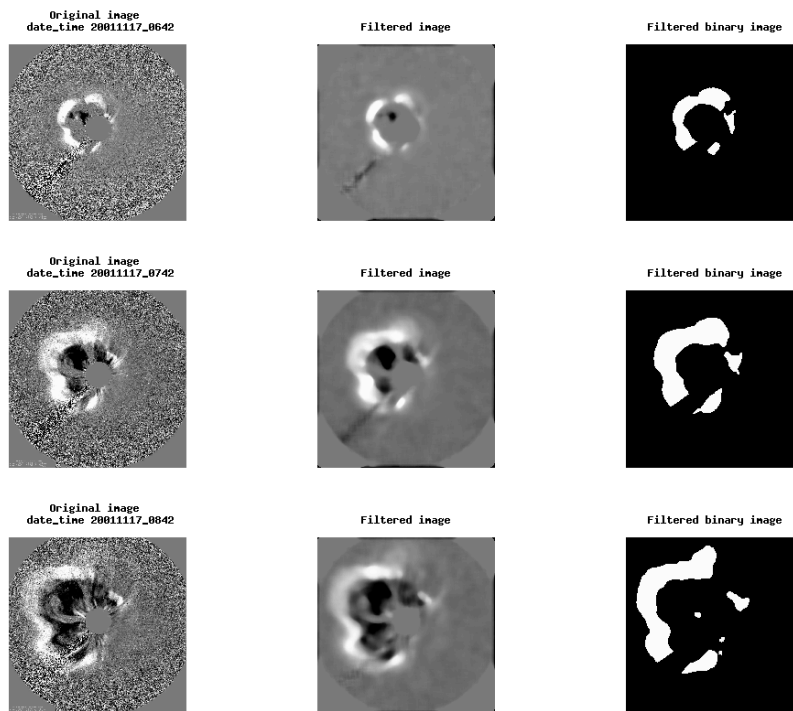 Original image
date_time 20011117_0642
Filtered image
Filtered binary image
Original image
date_time 20011117_0742
Filtered image
Filtered binary image
Original image
date_time 20011117_0842
Filtered image
Filtered binary image